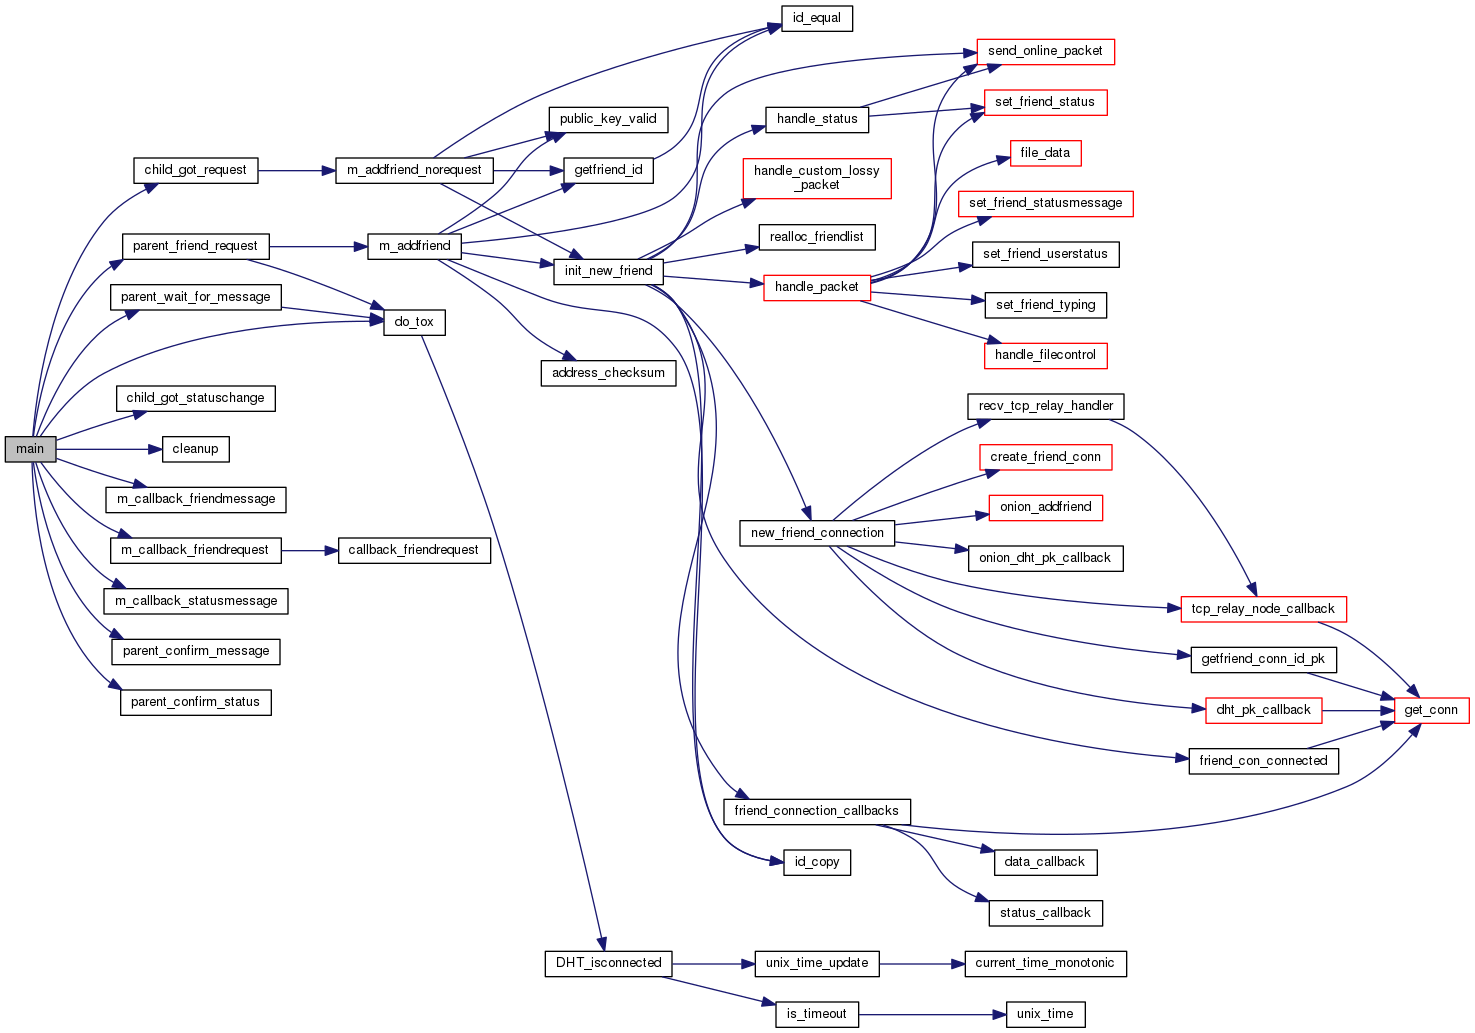 main
child_got_request
parent_friend_request
parent_wait_for_message
child_got_statuschange
cleanup
m_callback_friendmessage
m_callback_friendrequest
m_callback_statusmessage
parent_confirm_message
parent_confirm_status
m_addfriend_norequest
m_addfriend
do_tox
callback_friendrequest
public_key_valid
getfriend_id
init_new_friend
address_checksum
DHT_isconnected
id_equal
handle_status
handle_custom_lossy
_packet
realloc_friendlist
handle_packet
new_friend_connection
friend_connection_callbacks
id_copy
unix_time_update
is_timeout
send_online_packet
set_friend_status
file_data
set_friend_statusmessage
set_friend_userstatus
set_friend_typing
handle_filecontrol
recv_tcp_relay_handler
create_friend_conn
onion_addfriend
onion_dht_pk_callback
data_callback
status_callback
current_time_monotonic
unix_time
tcp_relay_node_callback
getfriend_conn_id_pk
dht_pk_callback
friend_con_connected
get_conn